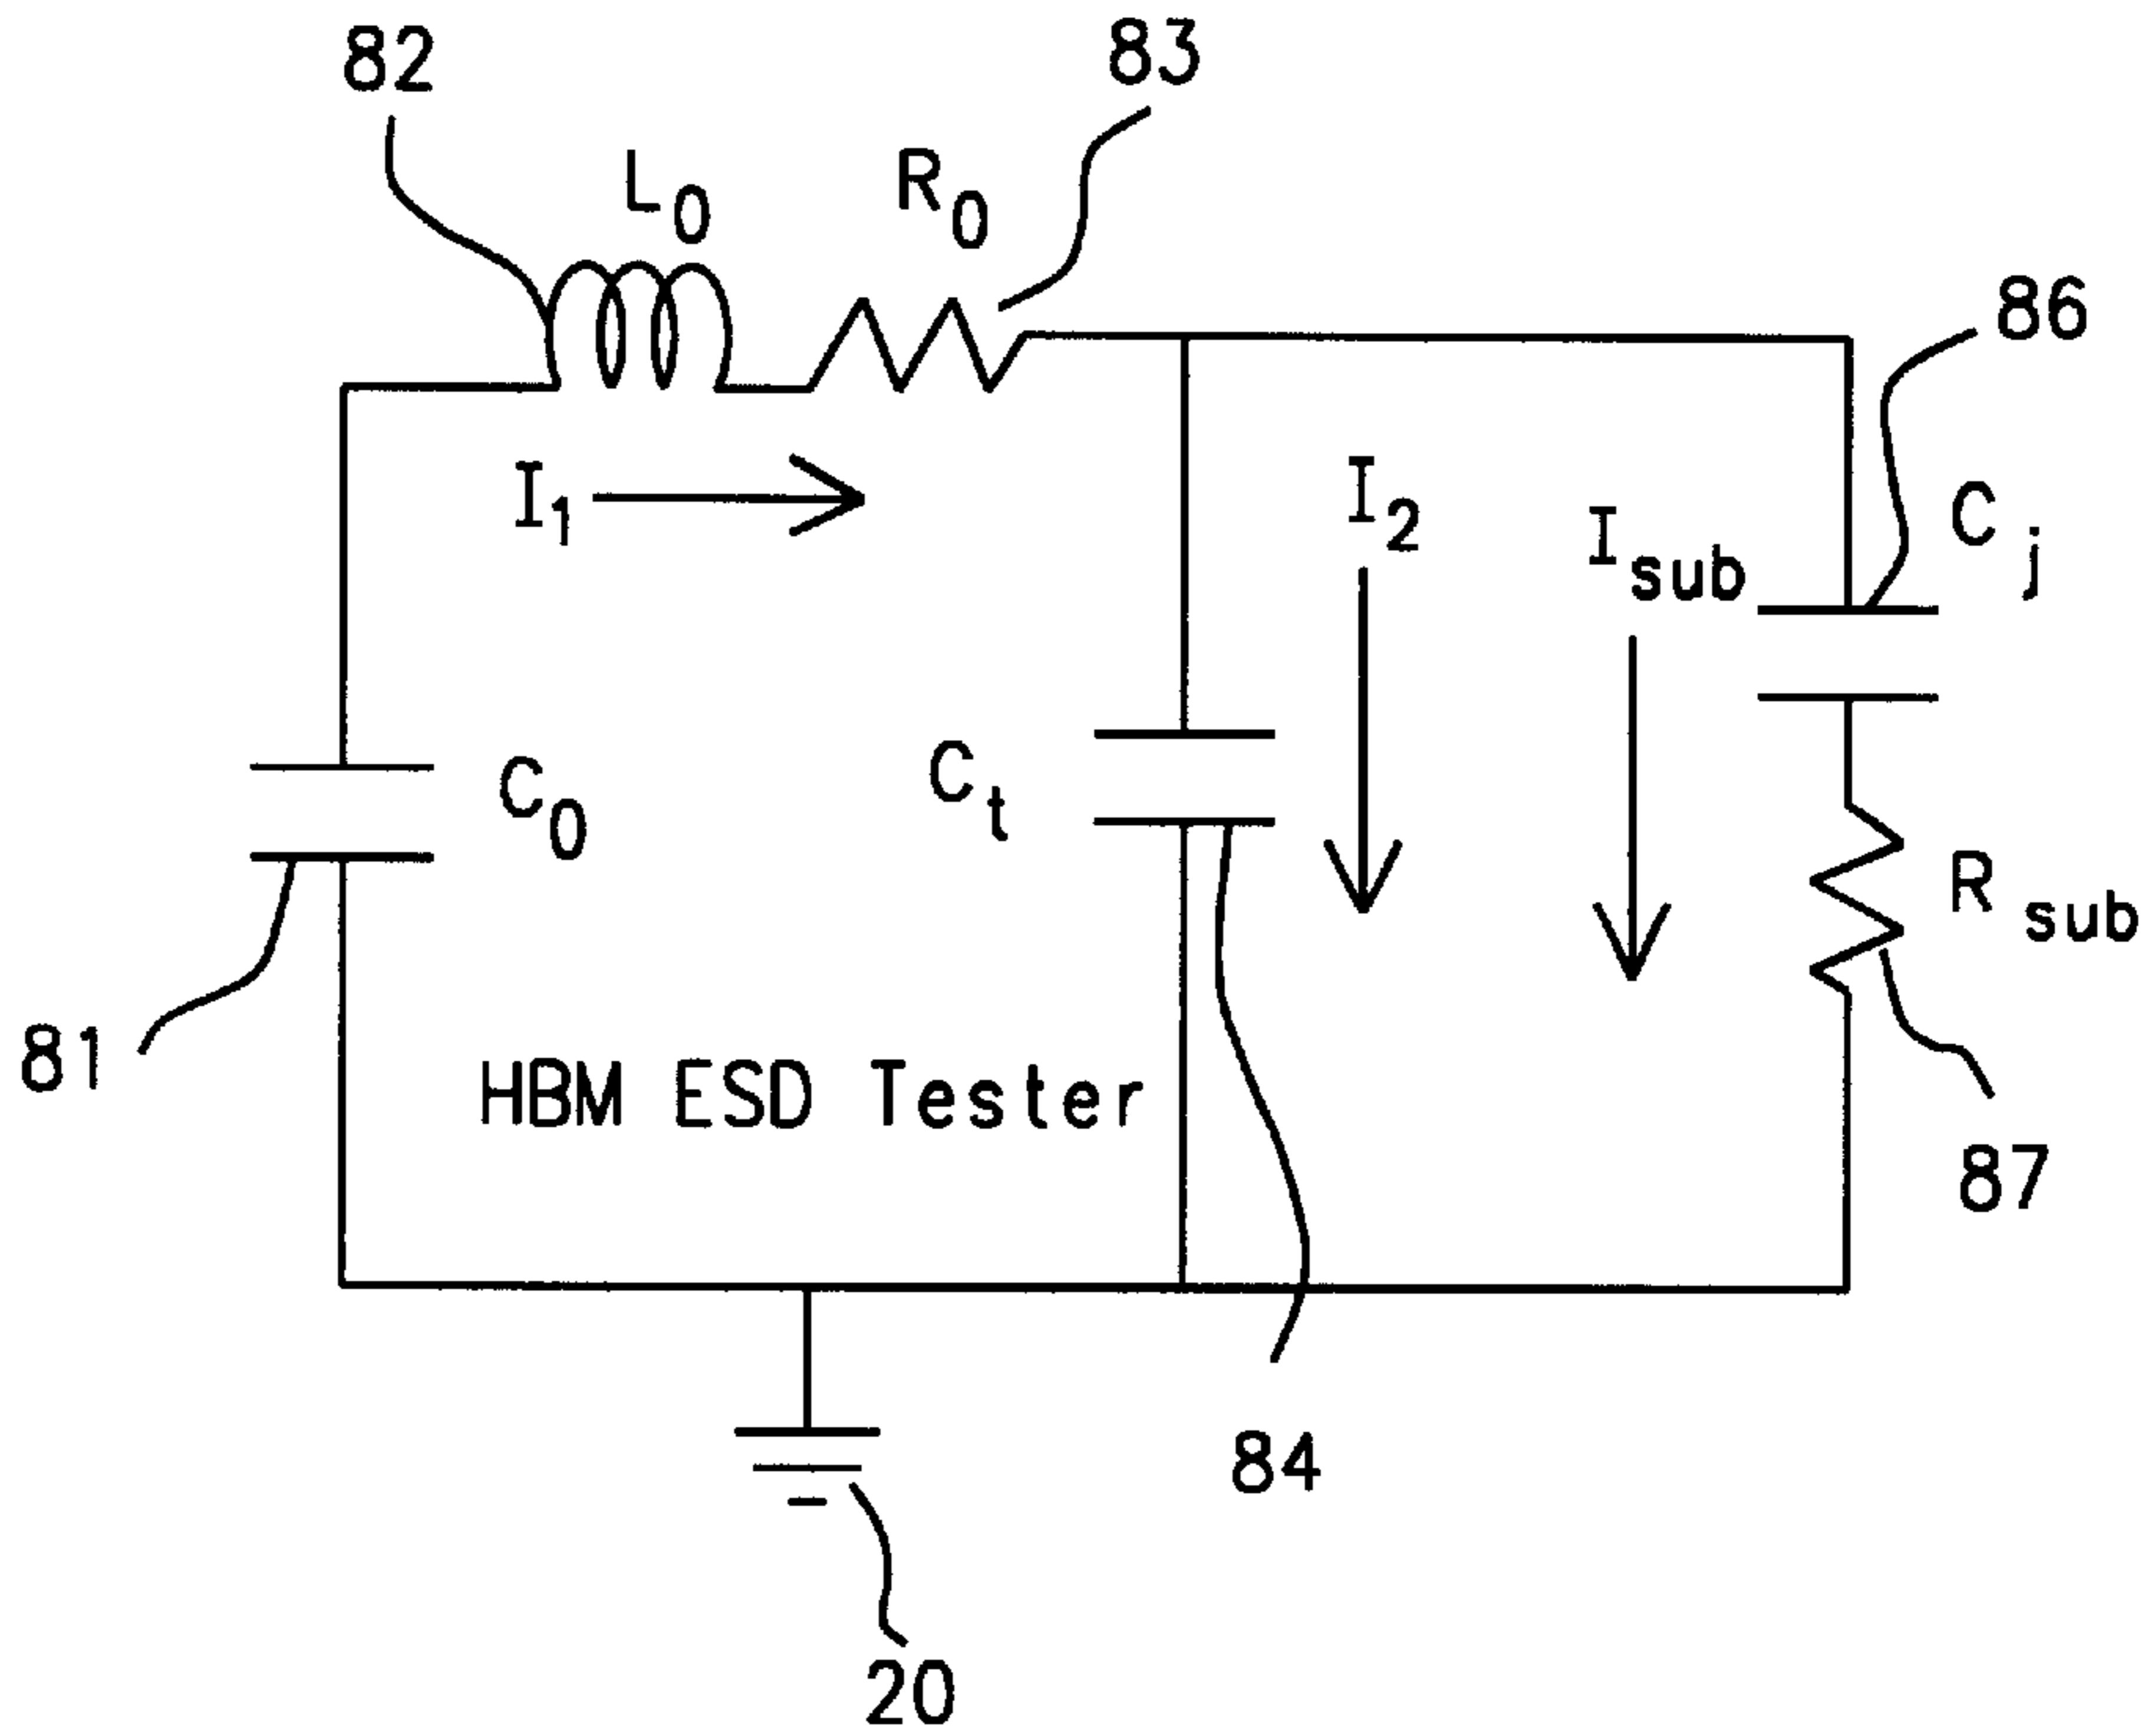 82
83
L0
R0
86
I1
I2
Isub
Cj
C0
Ct
Rsub
81
HBM ESD Tester
87
84
20